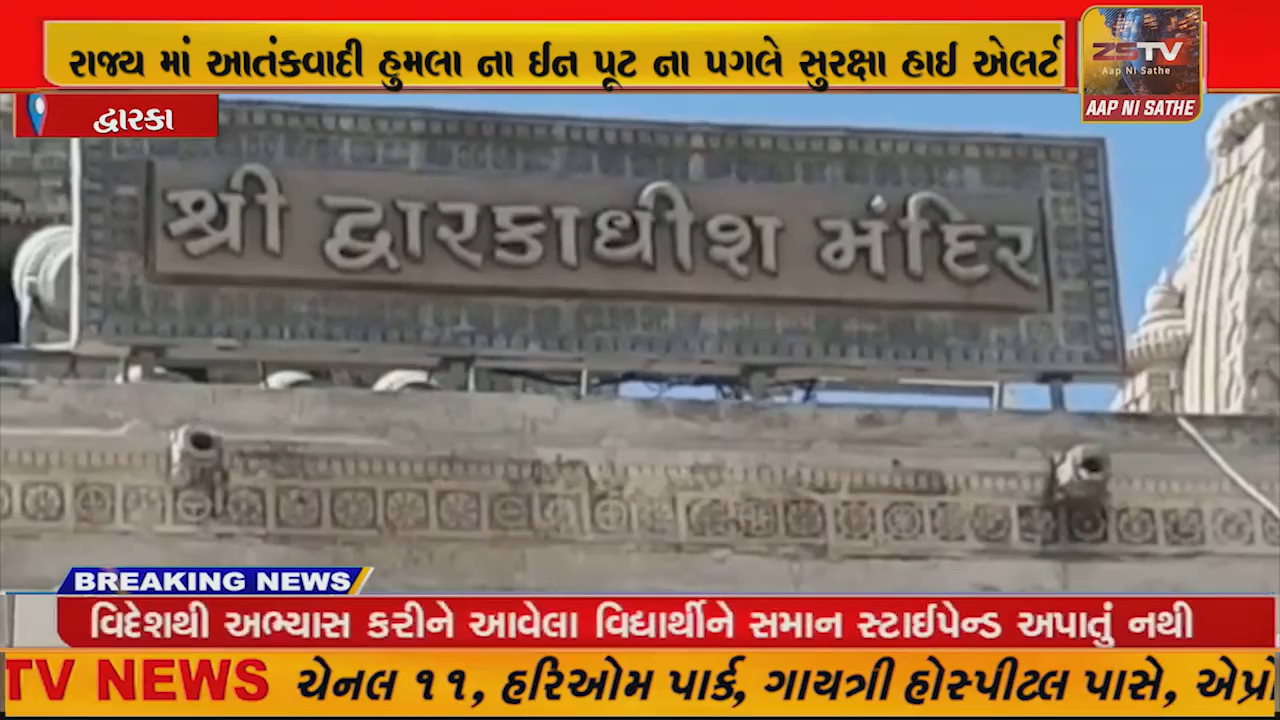 રાજ્ય માં આતંકવાદી હુમલા ના ઈન પૂટ ના પગલે સુરક્ષા હાઈ એલર્ટ
ZSTV
Aap Ni Sathe
AAP NI SATHE
દ્વારકા
શ્રી દ્વારકાધીશ મંદિર
BREAKING NEWS
વિદેશથી અભ્યાસ કરીને આવેલા વિદ્યાર્થીને સમાન સ્ટાઈપેન્ડ અપાતું નથી
TV NEWS ચેનલ ૧૧, હરિઓમ પાર્ક, ગાયત્રી હોસ્પીટલ પાસે, એપ્રો